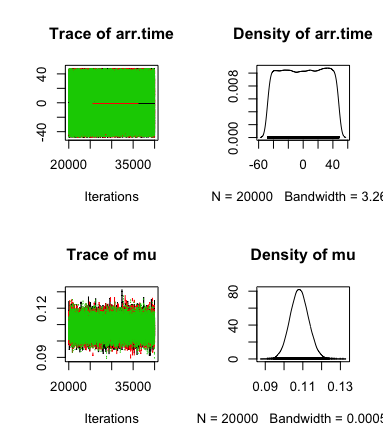 Trace of arr.time
Density of arr.time
-40 0 40
20000 35000
Iterations
0.000 0.008
-60 0 40
N = 20000 Bandwidth = 3.26
Trace of mu
Density of mu
0.09 0.12
20000 35000
Iterations
0 40 80
0.09 0.11 0.13
N = 20000 Bandwidth = 0.0005